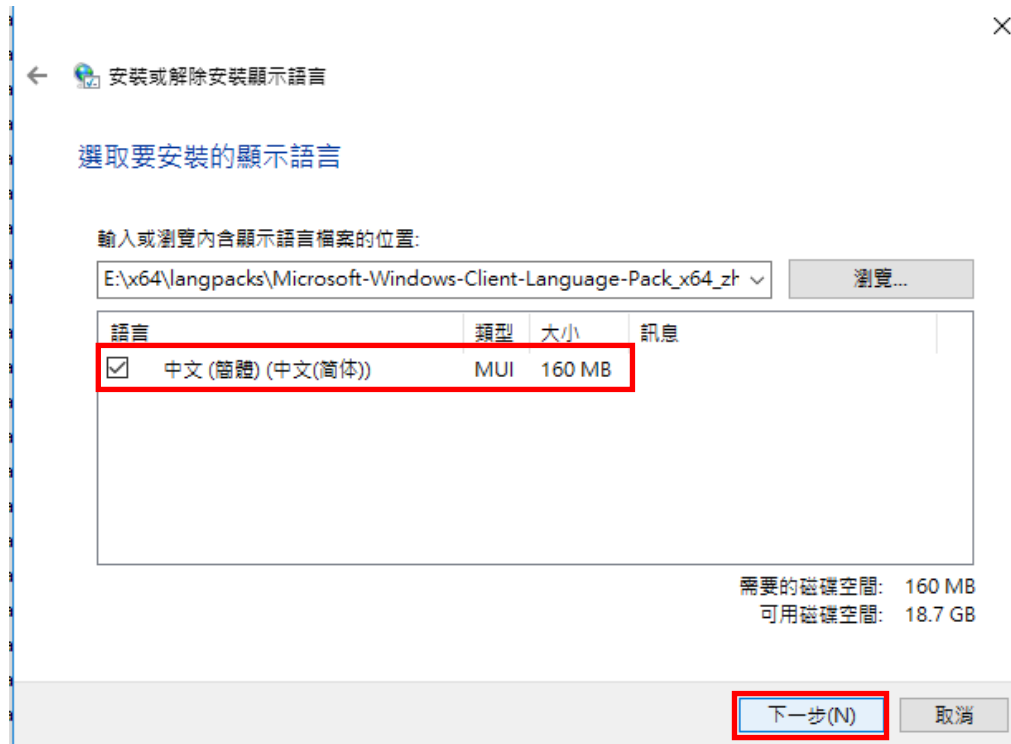 安裝或解除安裝顯示語言
選取要安裝的顯示語言
輸入或瀏覽內含顯示語言檔案的位置:
E:\x64\langpacks\Microsoft-Windows-Client-Language-Pack_x64_zh 瀏覽...
語言 類型 大小 訊息
中文 (簡體) (中文(简体)) MUI 160 MB
需要的磁碟空間: 160 MB
可用磁碟空間: 18.7 GB
下一步(N) 取消